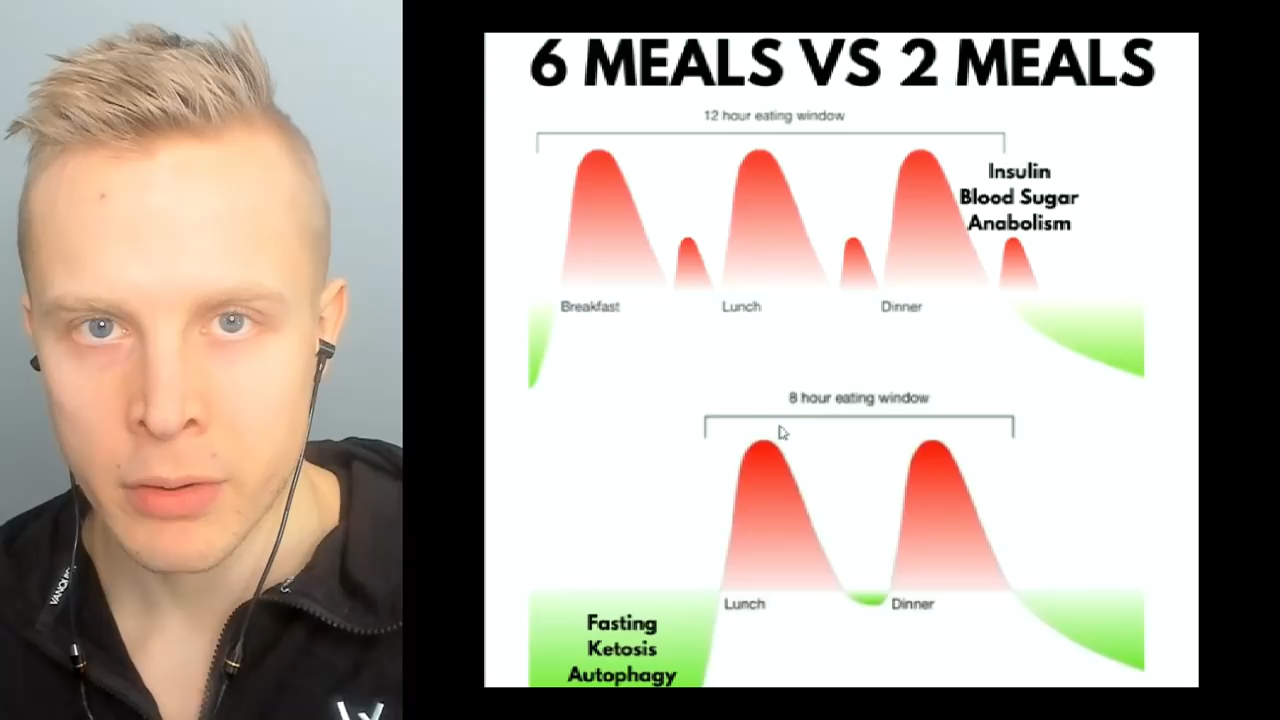 6 MEALS VS 2 MEALS
12 hour eating window
Insulin
Blood Sugar
Anabolism
Breakfast
Lunch
Dinner
8 hour eating window
Lunch
Dinner
Fasting
Ketosis
Autophagy